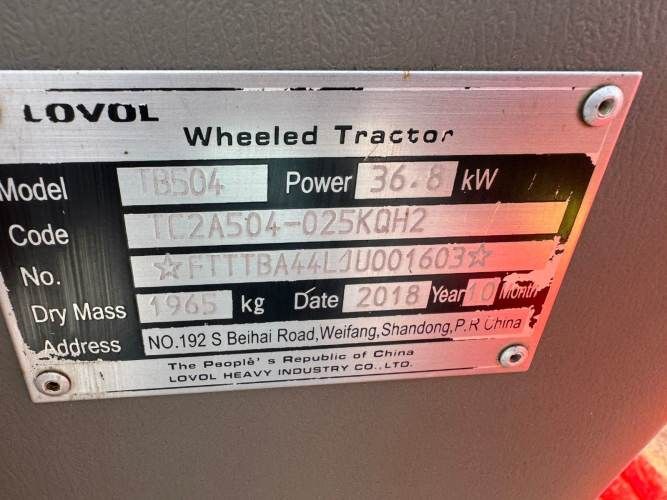 LOVOL
Wheeled Tractor
Model TB504 Power 36.8 kW
Code TC2A504-025KQH2
No. ☆FTTTBA44LJU001603☆
Dry Mass 1965 kg Date 2018 Year 10 Month
Address NO.192 S Beihai Road,Weifang,Shandong,P.R China
The People's Republic of China
LOVOL HEAVY INDUSTRY CO.,LTD.